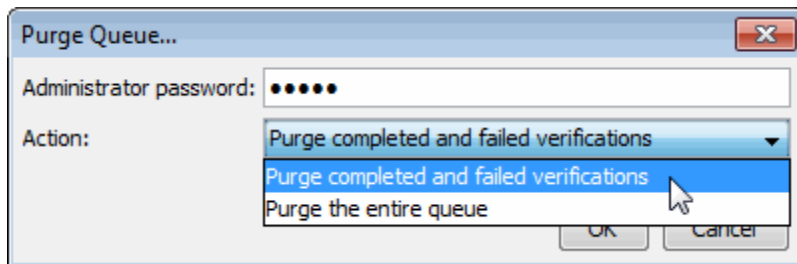 Purge Queue...
Administrator password: •••••
Action: Purge completed and failed verifications
Purge completed and failed verifications
Purge the entire queue
OK Cancel